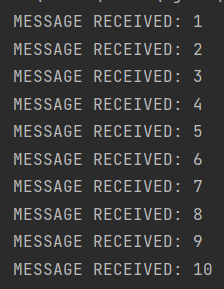 MESSAGE RECEIVED: 1
MESSAGE RECEIVED: 2
MESSAGE RECEIVED: 3
MESSAGE RECEIVED: 4
MESSAGE RECEIVED: 5
MESSAGE RECEIVED: 6
MESSAGE RECEIVED: 7
MESSAGE RECEIVED: 8
MESSAGE RECEIVED: 9
MESSAGE RECEIVED: 10